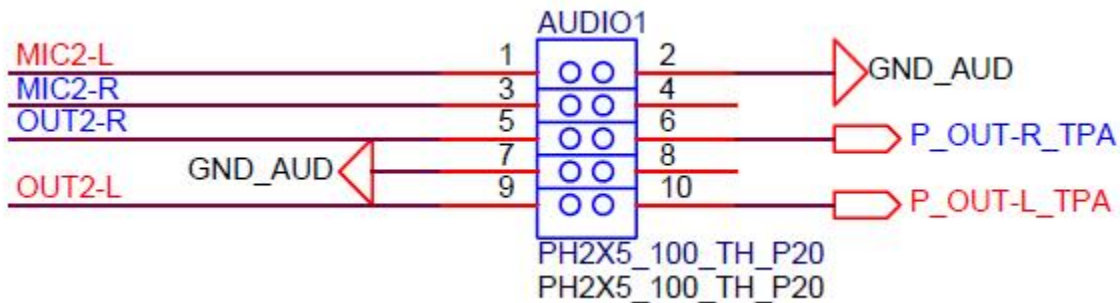 AUDIO1
MIC2-L 1 2 GND_AUD
MIC2-R 3 4
OUT2-R 5 6 P_OUT-R_TPA
GND_AUD 7 8
OUT2-L 9 10 P_OUT-L_TPA
PH2X5_100_TH_P20
PH2X5_100_TH_P20